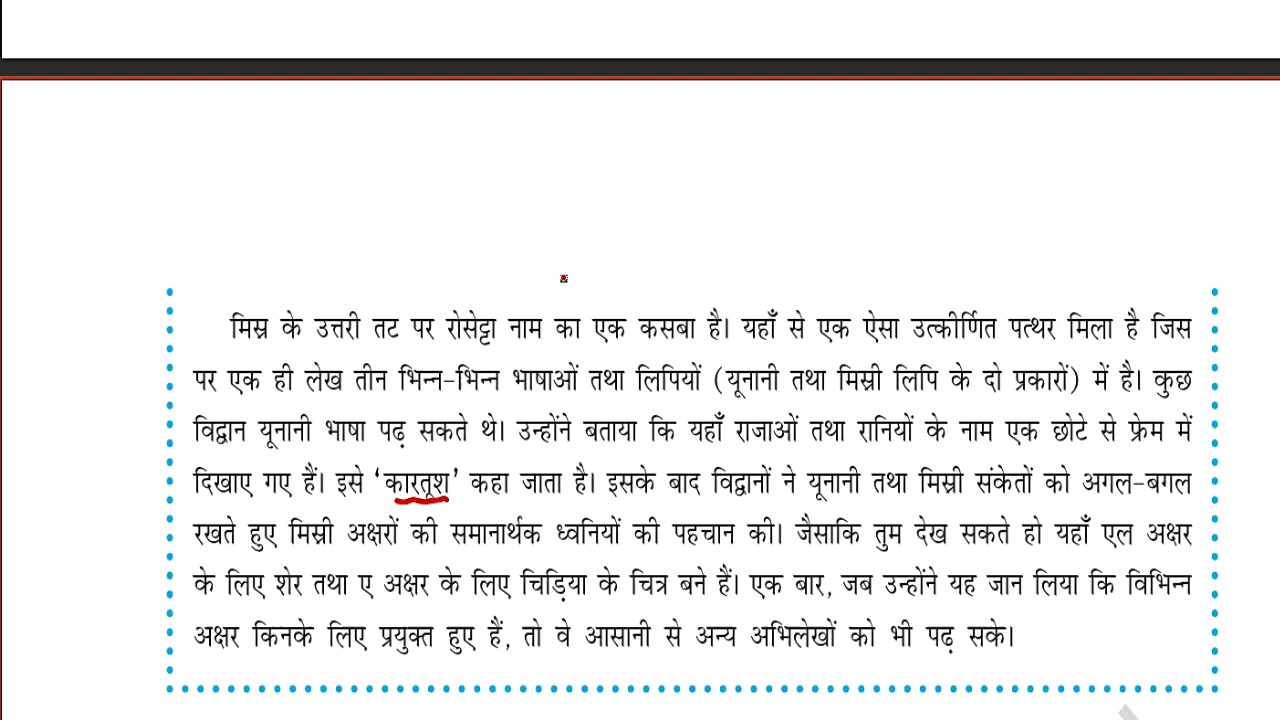 मिस्र के उत्तरी तट पर रोसेट्टा नाम का एक कसबा है। यहाँ से एक ऐसा उत्कीर्णित पत्थर मिला है जिस
पर एक ही लेख तीन भिन्न-भिन्न भाषाओं तथा लिपियों (यूनानी तथा मिस्री लिपि के दो प्रकारों) में है। कुछ
विद्वान यूनानी भाषा पढ़ सकते थे। उन्होंने बताया कि यहाँ राजाओं तथा रानियों के नाम एक छोटे से फ्रेम में
दिखाए गए हैं। इसे ‘कारतूश’ कहा जाता है। इसके बाद विद्वानों ने यूनानी तथा मिस्री संकेतों को अगल-बगल
रखते हुए मिस्री अक्षरों की समानार्थक ध्वनियों की पहचान की। जैसाकि तुम देख सकते हो यहाँ एल अक्षर
के लिए शेर तथा ए अक्षर के लिए चिड़िया के चित्र बने हैं। एक बार, जब उन्होंने यह जान लिया कि विभिन्न
अक्षर किनके लिए प्रयुक्त हुए हैं, तो वे आसानी से अन्य अभिलेखों को भी पढ़ सके।